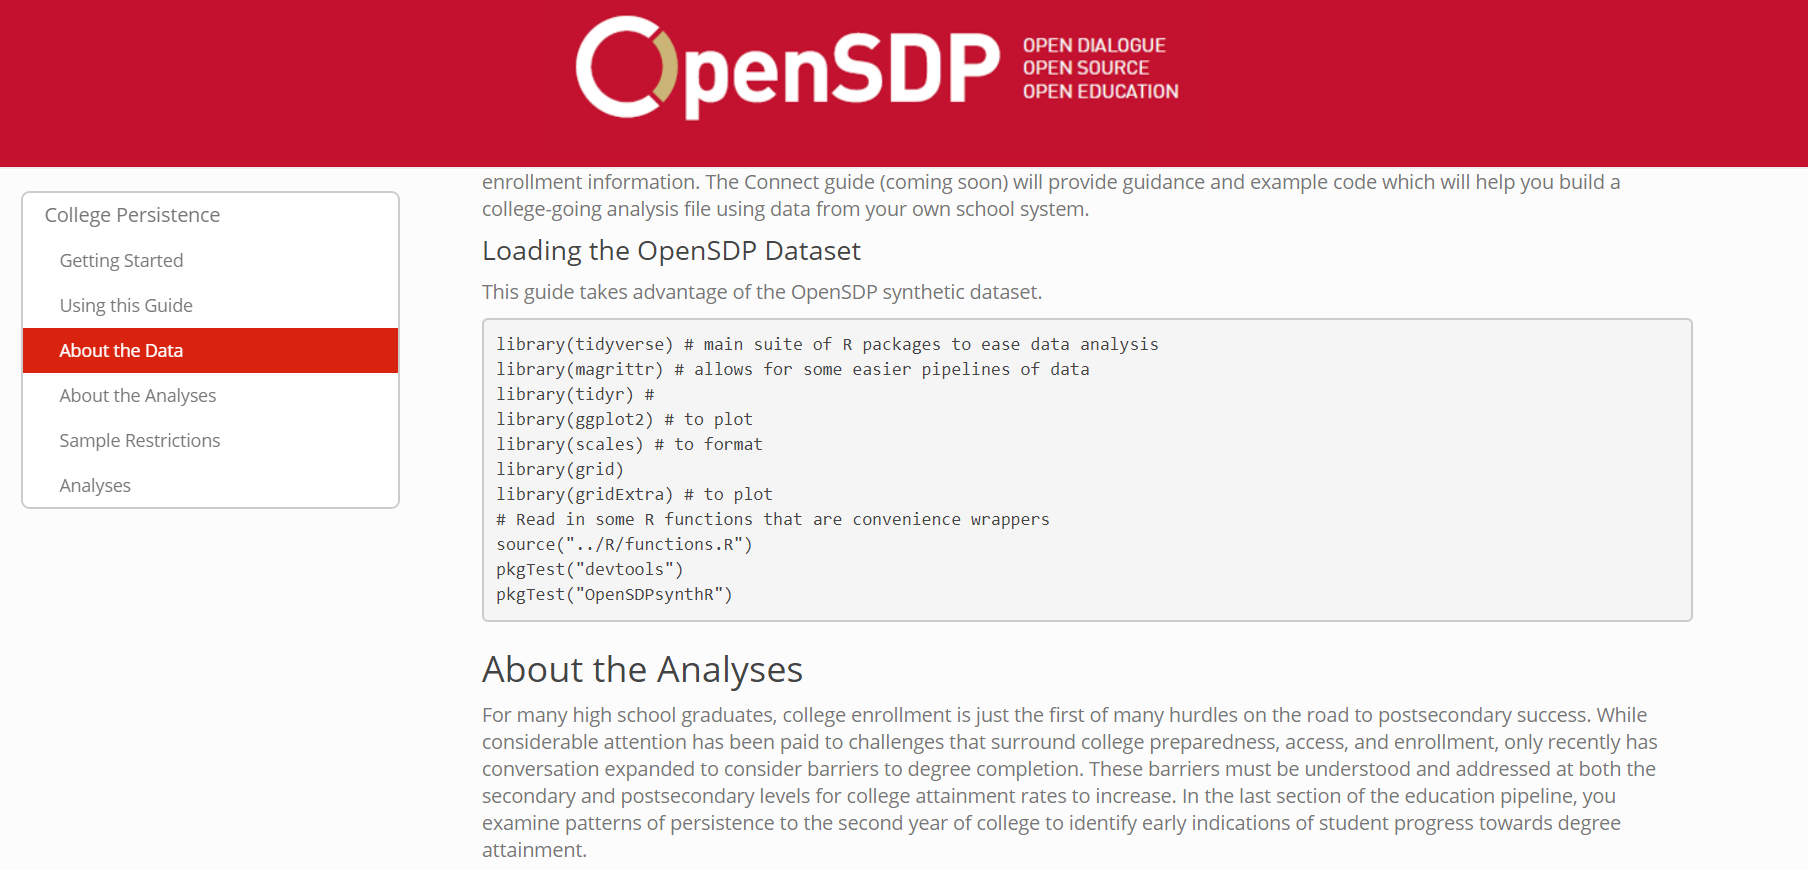 OpenSDP
OPEN DIALOGUE
OPEN SOURCE
OPEN EDUCATION
College Persistence
Getting Started
Using this Guide
About the Data
About the Analyses
Sample Restrictions
Analyses
enrollment information. The Connect guide (coming soon) will provide guidance and example code which will help you build a
college-going analysis file using data from your own school system.
Loading the OpenSDP Dataset
This guide takes advantage of the OpenSDP synthetic dataset.
library(tidyverse) # main suite of R packages to ease data analysis
library(magrittr) # allows for some easier pipelines of data
library(tidyr) #
library(ggplot2) # to plot
library(scales) # to format
library(grid)
library(gridExtra) # to plot
# Read in some R functions that are convenience wrappers
source("../R/functions.R")
pkgTest("devtools")
pkgTest("OpenSDPsynthR")
About the Analyses
For many high school graduates, college enrollment is just the first of many hurdles on the road to postsecondary success. While
considerable attention has been paid to challenges that surround college preparedness, access, and enrollment, only recently has
conversation expanded to consider barriers to degree completion. These barriers must be understood and addressed at both the
secondary and postsecondary levels for college attainment rates to increase. In the last section of the education pipeline, you
examine patterns of persistence to the second year of college to identify early indications of student progress towards degree
attainment.